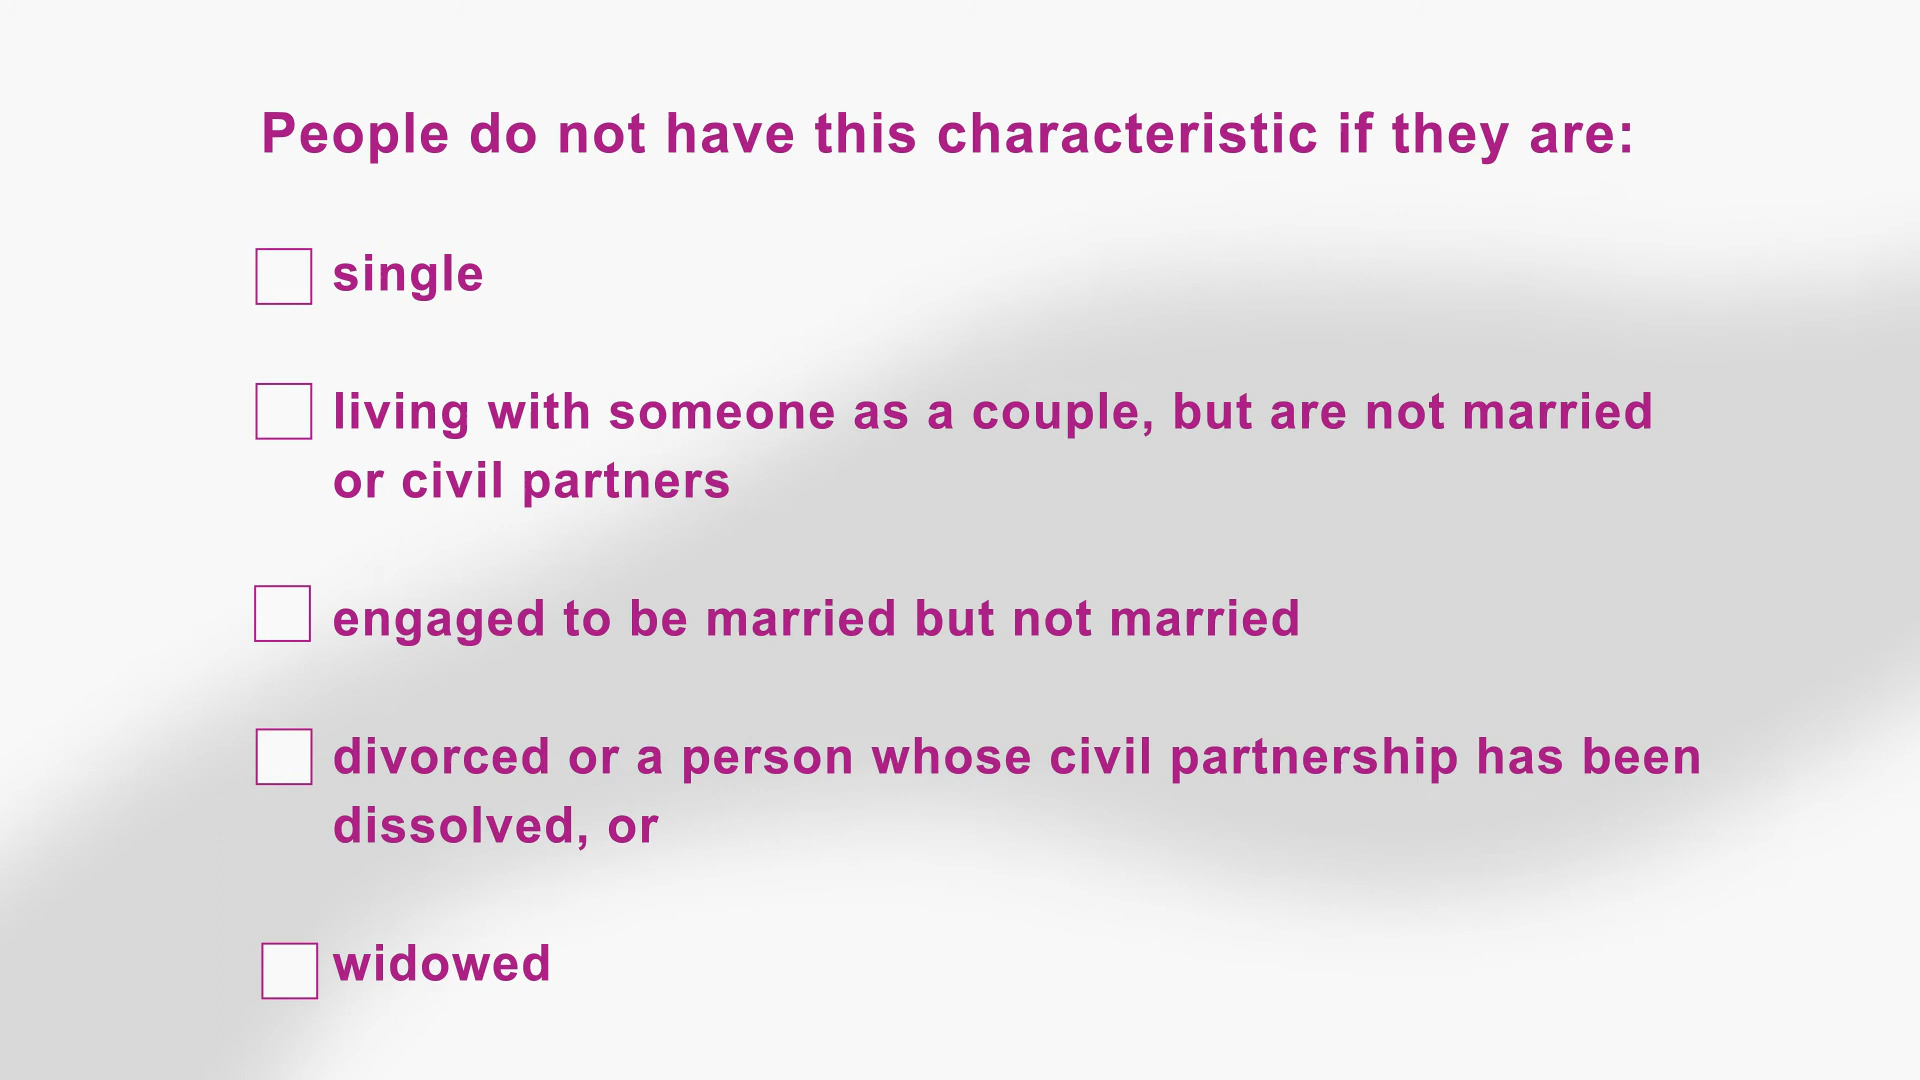 People do not have this characteristic if they are:
single
living with someone as a couple, but are not married
or civil partners
engaged to be married but not married
divorced or a person whose civil partnership has been
dissolved, or
widowed